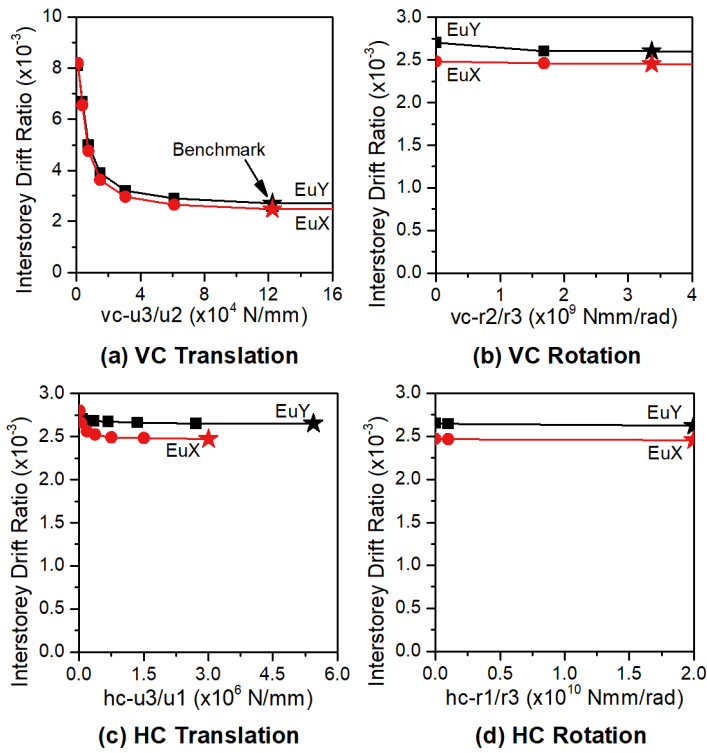 Interstorey Drift Ratio (x10⁻³)
10
8
6
4
2
0
Benchmark
EuY
EuX
0 2 4 6 8 10 12 14 16
vc-u3/u2 (x10⁴ N/mm)
(a) VC Translation
Interstorey Drift Ratio (x10⁻³)
3.0
2.5
2.0
1.5
1.0
0.5
0.0
EuY
EuX
0 1 2 3 4
vc-r2/r3 (x10⁹ Nmm/rad)
(b) VC Rotation
Interstorey Drift Ratio (x10⁻³)
3.0
2.5
2.0
1.5
1.0
0.5
0.0
EuY
EuX
0.0 1.5 3.0 4.5 6.0
hc-u3/u1 (x10⁶ N/mm)
(c) HC Translation
Interstorey Drift Ratio (x10⁻³)
3.0
2.5
2.0
1.5
1.0
0.5
0.0
EuY
EuX
0.0 0.5 1.0 1.5 2.0
hc-r1/r3 (x10¹⁰ Nmm/rad)
(d) HC Rotation